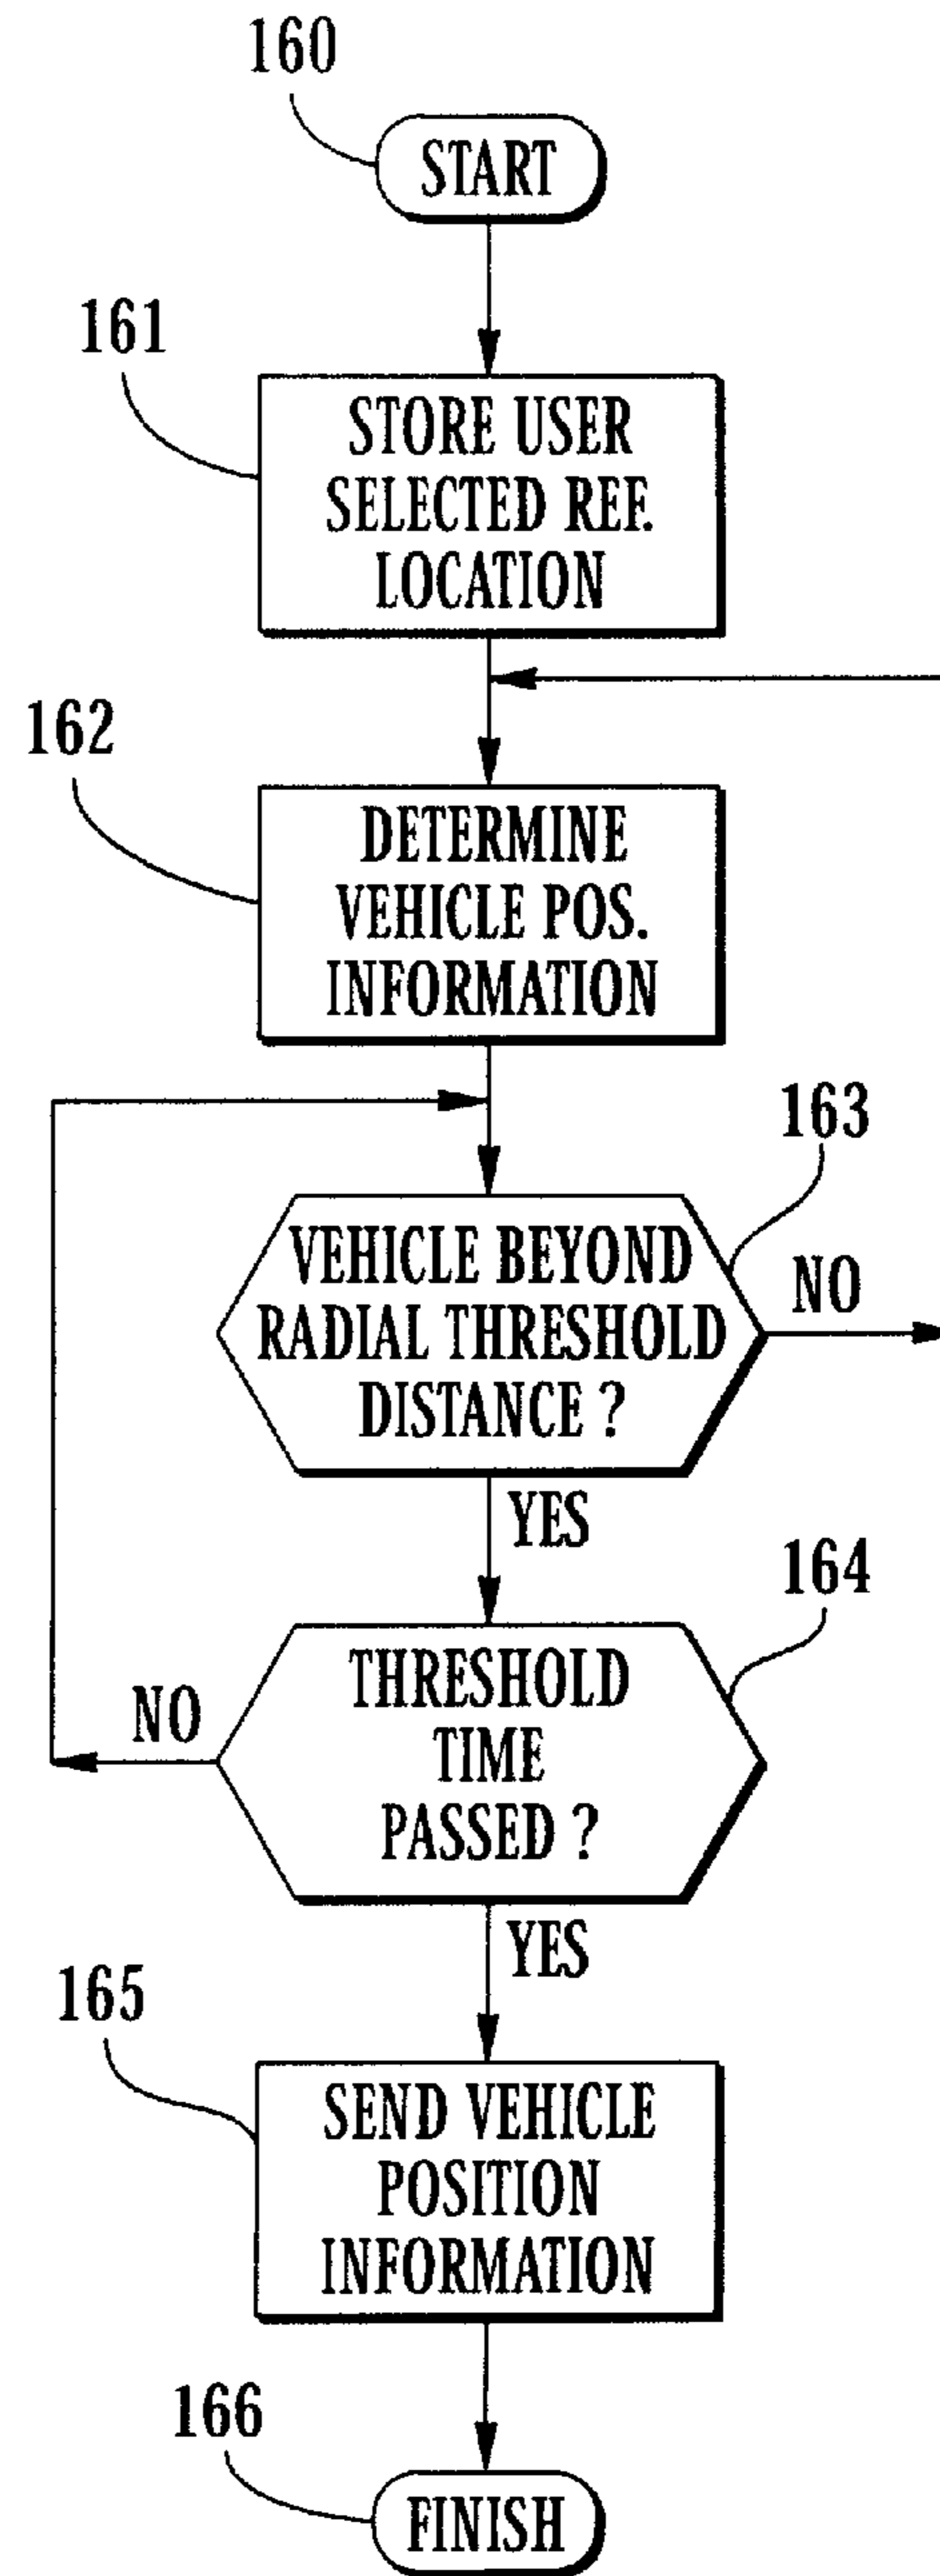 160
START
161
STORE USER
SELECTED REF.
LOCATION
162
DETERMINE
VEHICLE POS.
INFORMATION
163
VEHICLE BEYOND
RADIAL THRESHOLD
DISTANCE ?
NO
YES
164
THRESHOLD
TIME
PASSED ?
NO
YES
165
SEND VEHICLE
POSITION
INFORMATION
166
FINISH